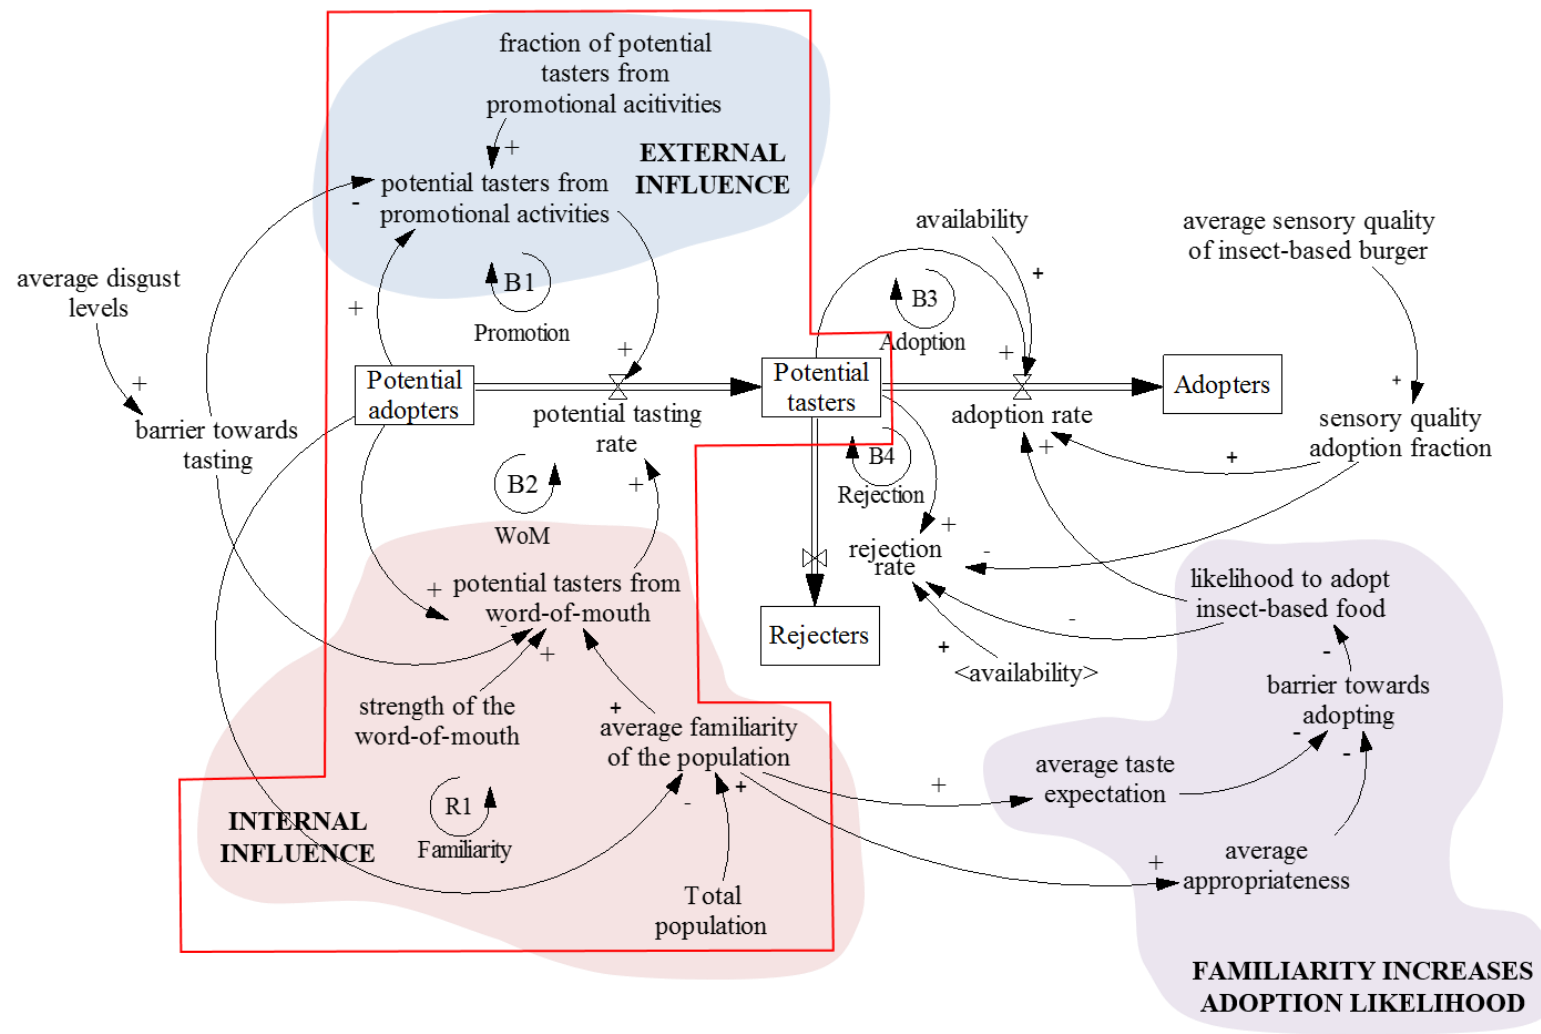 fraction of potential
tasters from
promotional acitivities
+
EXTERNAL
INFLUENCE
potential tasters from
promotional activities
-
availability
average sensory quality
of insect-based burger
average disgust
levels
B1
Promotion
+
+
B3
Adoption
+
+
+
+
Potential
adopters
potential tasting
rate
Potential
tasters
adoption rate
Adopters
sensory quality
adoption fraction
barrier towards
tasting
+
+
B2
WoM
+
B4
Rejection
+
rejection
rate
-
potential tasters from
word-of-mouth
+
-
+
Rejecters
likelihood to adopt
insect-based food
-
+
<availability>
-
barrier towards
adopting
-
-
strength of the
word-of-mouth
+
average familiarity
of the population
-
+
+
average taste
expectation
R1
Familiarity
INTERNAL
INFLUENCE
+
average
appropriateness
Total
population
FAMILIARITY INCREASES
ADOPTION LIKELIHOOD